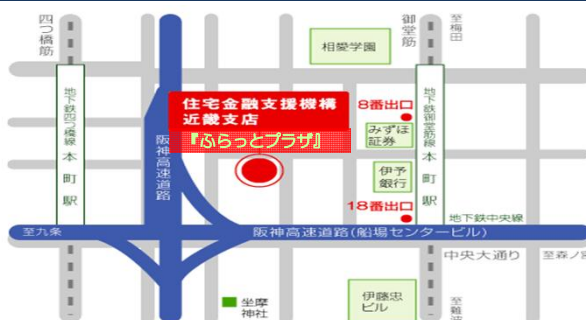 四つ橋筋
御堂筋
至梅田
相愛学園
地下鉄四つ橋線
本町駅
住宅金融支援機構
近畿支店
『ふらっとプラザ』
8番出口
みずほ
証券
地下鉄御堂筋線
本町駅
阪神高速道路
伊予
銀行
18番出口
地下鉄中央線
至九条
阪神高速道路(船場センタービル)
中央大通り
至森ノ宮
坐摩
神社
伊藤忠
ビル
至難波